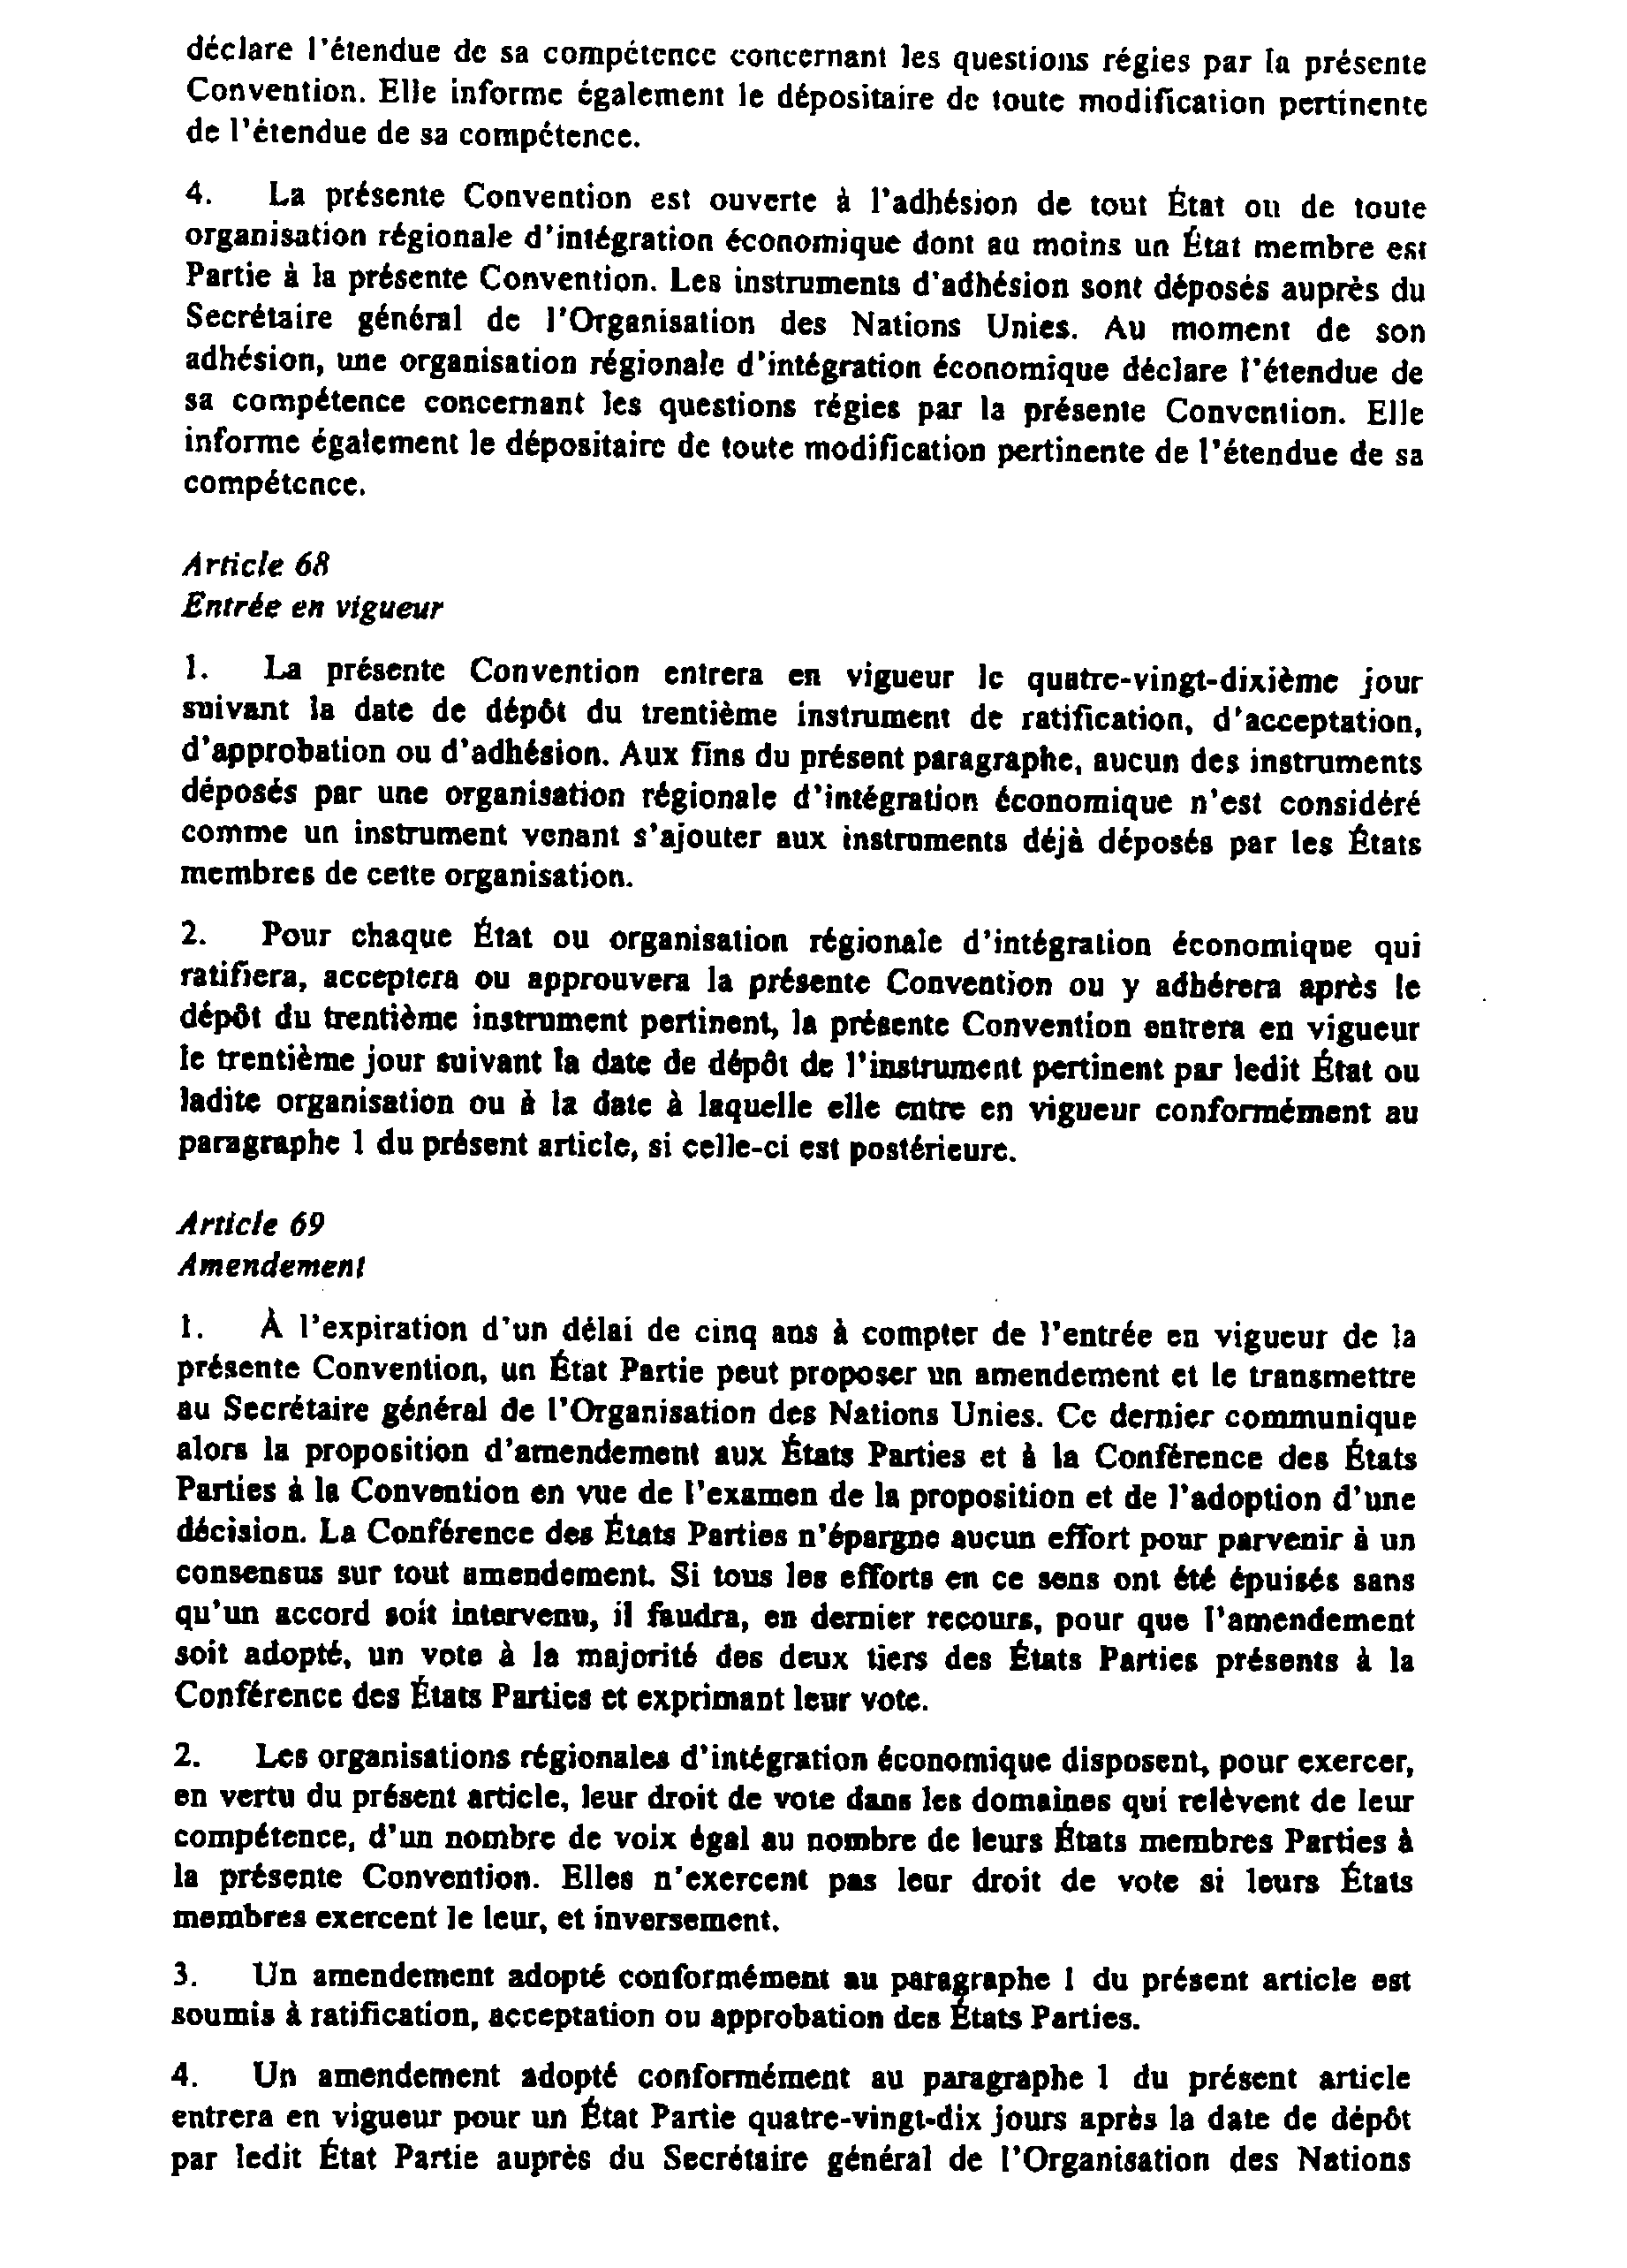 déclare l'étendue de sa compétence concernant les questions régies par la présente
Convention. Elle informe également le dépositaire de toute modification pertinente
de l'étendue de sa compétence.
4. La présente Convention est ouverte à l'adhésion de tout État ou de toute
organisation régionale d'intégration économique dont au moins un État membre est
Partie à la présente Convention. Les instruments d'adhésion sont déposés auprès du
Secrétaire général de l'Organisation des Nations Unies. Au moment de son
adhésion, une organisation régionale d'intégration économique déclare l'étendue de
sa compétence concernant les questions régies par la présente Convention. Elle
informe également le dépositaire de toute modification pertinente de l'étendue de sa
compétence.
Article 68
Entrée en vigueur
1. La présente Convention entrera en vigueur le quatre-vingt-dixième jour
suivant la date de dépôt du trentième instrument de ratification, d'acceptation,
d'approbation ou d'adhésion. Aux fins du présent paragraphe, aucun des instruments
déposés par une organisation régionale d'intégration économique n'est considéré
comme un instrument venant s'ajouter aux instruments déjà déposés par les États
membres de cette organisation.
2. Pour chaque État ou organisation régionale d'intégration économique qui
ratifiera, acceptera ou approuvera la présente Convention ou y adhérera après le
dépôt du trentième instrument pertinent, la présente Convention entrera en vigueur
le trentième jour suivant la date de dépôt de l'instrument pertinent par ledit État ou
ladite organisation ou à la date à laquelle elle entre en vigueur conformément au
paragraphe 1 du présent article, si celle-ci est postérieure.
Article 69
Amendement
1. À l'expiration d'un délai de cinq ans à compter de l'entrée en vigueur de la
présente Convention, un État Partie peut proposer un amendement et le transmettre
au Secrétaire général de l'Organisation des Nations Unies. Ce dernier communique
alors la proposition d'amendement aux États Parties et à la Conférence des États
Parties à la Convention en vue de l'examen de la proposition et de l'adoption d'une
décision. La Conférence des États Parties n'épargne aucun effort pour parvenir à un
consensus sur tout amendement. Si tous les efforts en ce sens ont été épuisés sans
qu'un accord soit intervenu, il faudra, en dernier recours, pour que l'amendement
soit adopté, un vote à la majorité des deux tiers des États Parties présents à la
Conférence des États Parties et exprimant leur vote.
2. Les organisations régionales d'intégration économique disposent, pour exercer,
en vertu du présent article, leur droit de vote dans les domaines qui relèvent de leur
compétence, d'un nombre de voix égal au nombre de leurs États membres Parties à
la présente Convention. Elles n'exercent pas leur droit de vote si leurs États
membres exercent le leur, et inversement.
3. Un amendement adopté conformément au paragraphe 1 du présent article est
soumis à ratification, acceptation ou approbation des États Parties.
4. Un amendement adopté conformément au paragraphe 1 du présent article
entrera en vigueur pour un État Partie quatre-vingt-dix jours après la date de dépôt
par ledit État Partie auprès du Secrétaire général de l'Organisation des Nations